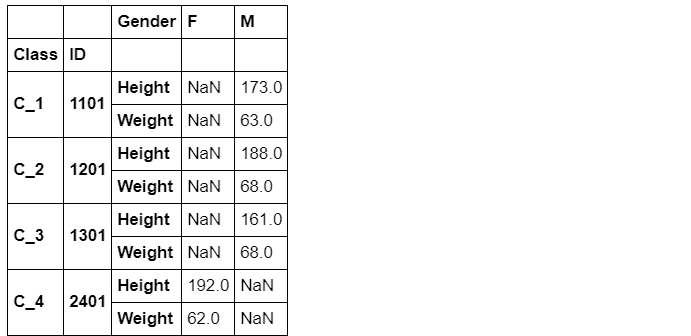 Gender F M
Class ID
C_1 1101 Height NaN 173.0
Weight NaN 63.0
C_2 1201 Height NaN 188.0
Weight NaN 68.0
C_3 1301 Height NaN 161.0
Weight NaN 68.0
C_4 2401 Height 192.0 NaN
Weight 62.0 NaN